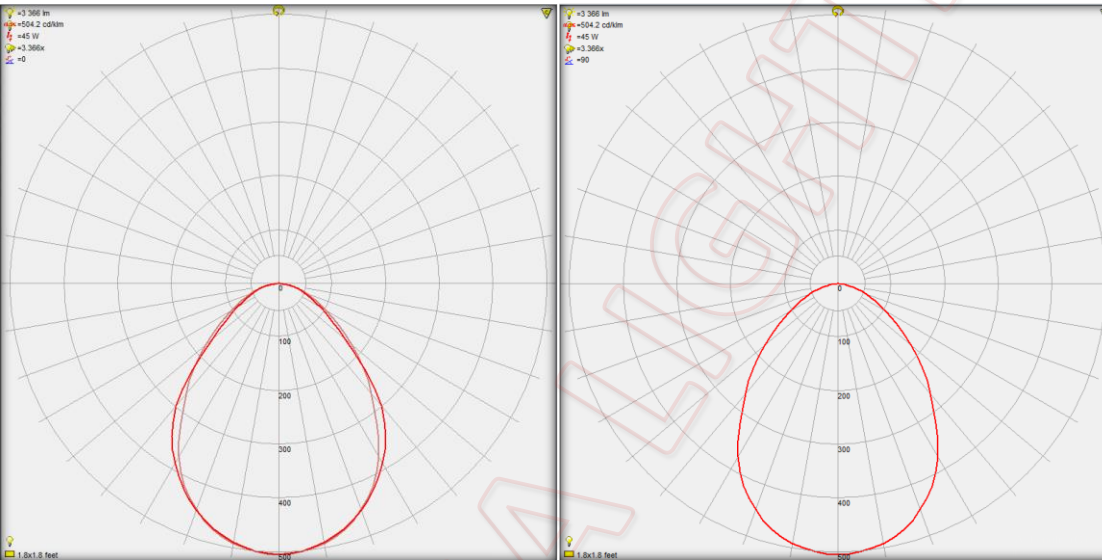 =3 366 lm
=504.2 cd/klm
=45 W
=3.366x
=0
0
100
200
300
400
500
1.8x1.8 feet
=3 366 lm
=504.2 cd/klm
=45 W
=3.366x
=90
0
100
200
300
400
500
1.8x1.8 feet
A LIGHT